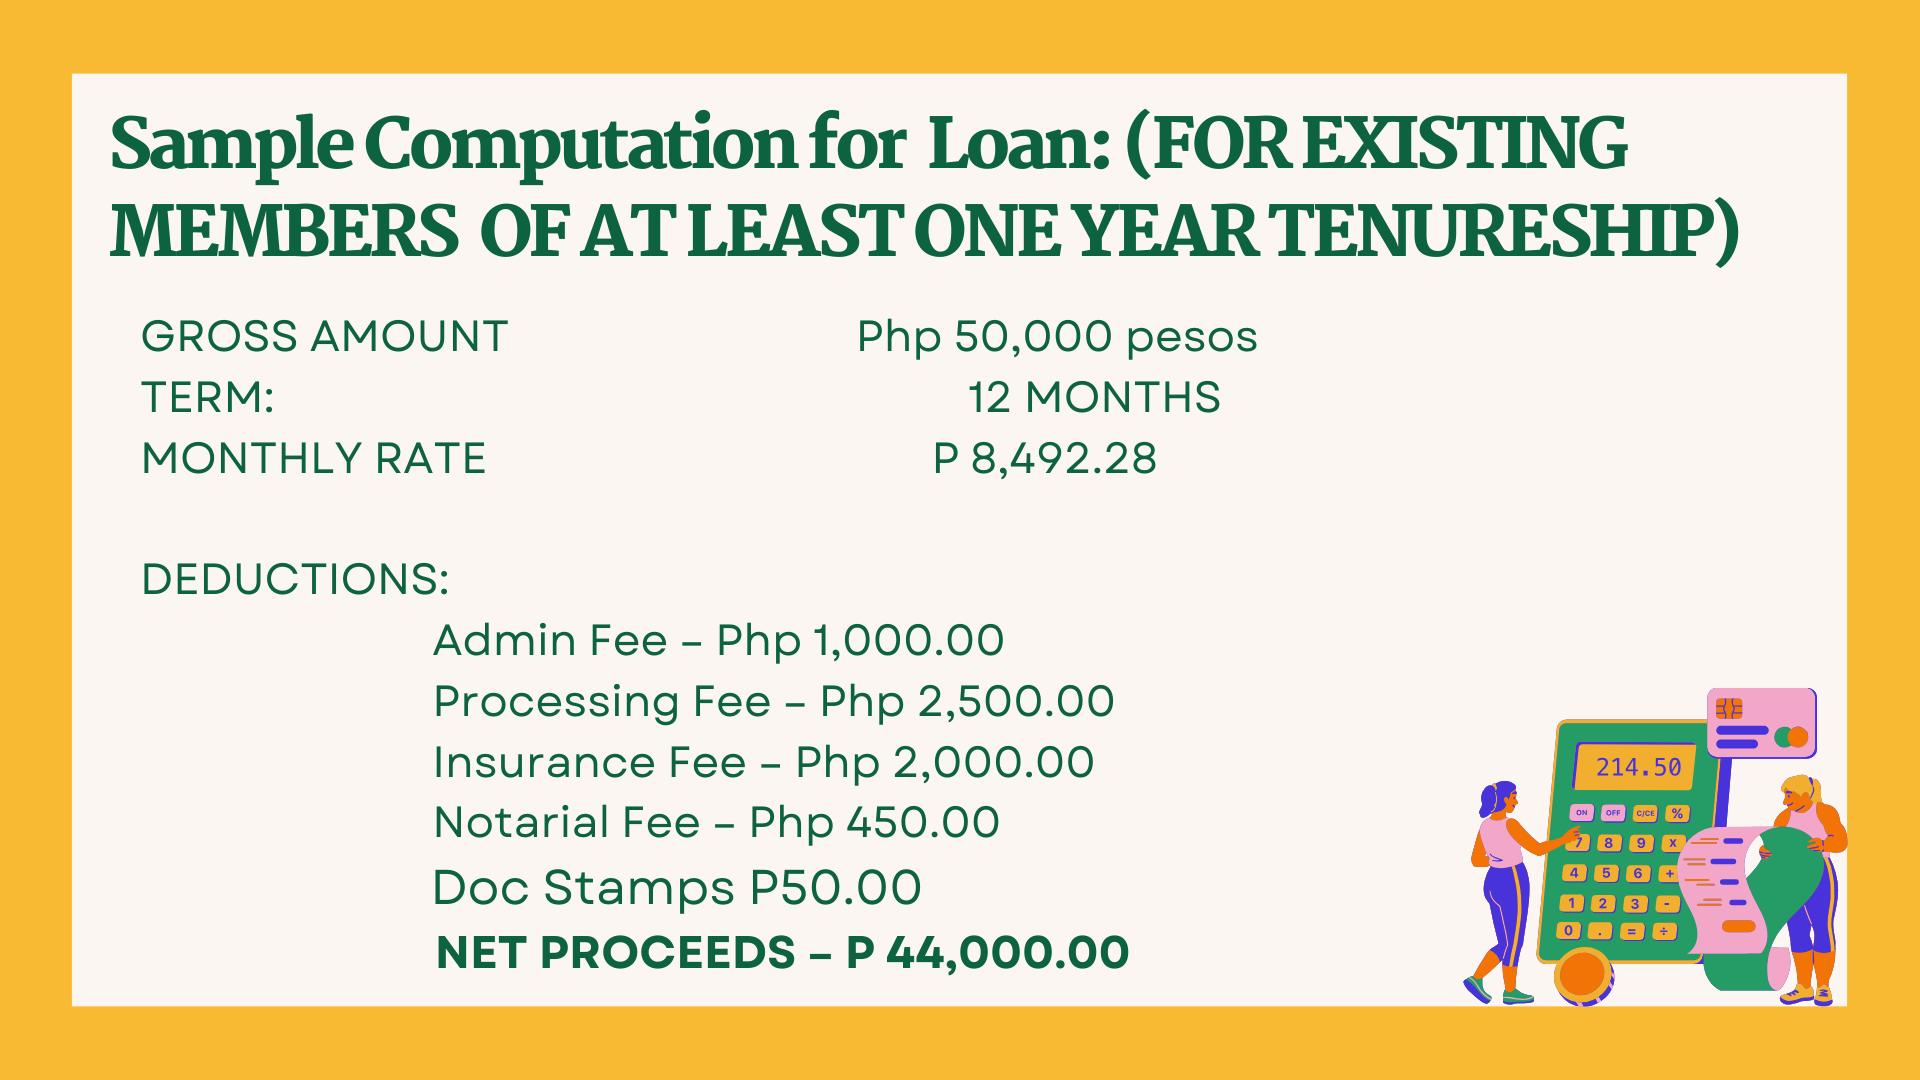 Sample Computation for Loan: (FOR EXISTING
MEMBERS OF AT LEAST ONE YEAR TENURESHIP)
GROSS AMOUNT Php 50,000 pesos
TERM: 12 MONTHS
MONTHLY RATE P 8,492.28
DEDUCTIONS:
Admin Fee – Php 1,000.00
Processing Fee – Php 2,500.00
Insurance Fee – Php 2,000.00
Notarial Fee – Php 450.00
Doc Stamps P50.00
NET PROCEEDS – P 44,000.00
214.50
ON OFF C/CE %
7 8 9 x
4 5 6 +
1 2 3 -
0 . = ÷